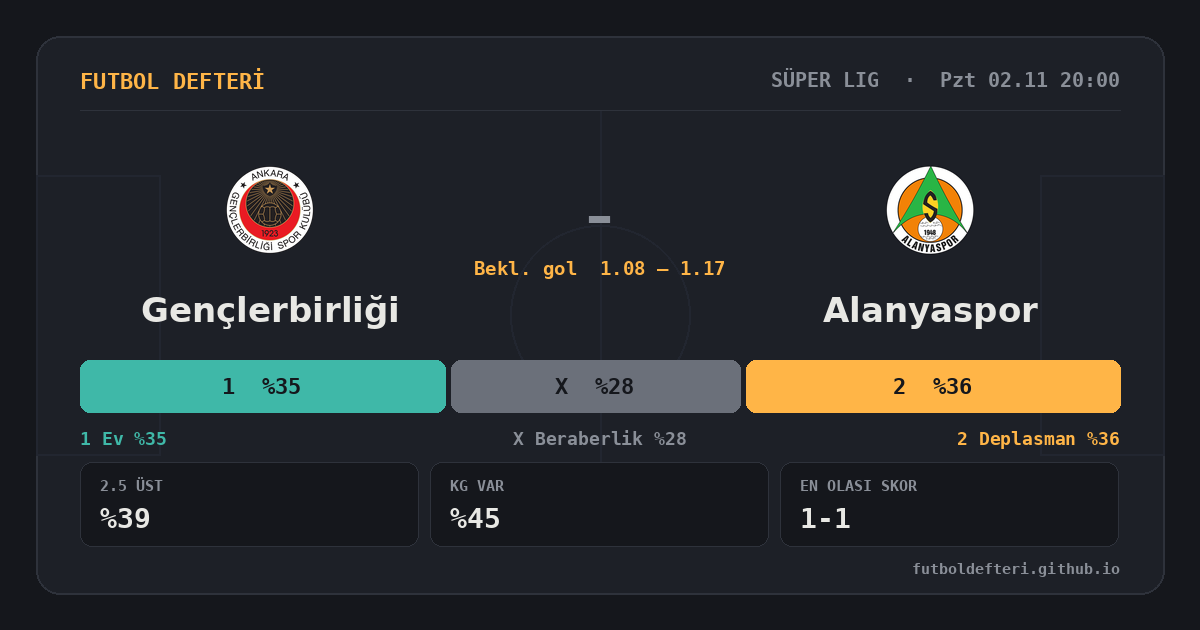 FUTBOL DEFTERİ
SÜPER LIG · Pzt 02.11 20:00
ANKARA
GENÇLERBİRLİĞİ SPOR KULÜBÜ
1923
1948
ALANYASPOR
-
Bekl. gol 1.08 — 1.17
Gençlerbirliği
Alanyaspor
1 %35
X %28
2 %36
1 Ev %35
X Beraberlik %28
2 Deplasman %36
2.5 ÜST
%39
KG VAR
%45
EN OLASI SKOR
1-1
futboldefteri.github.io